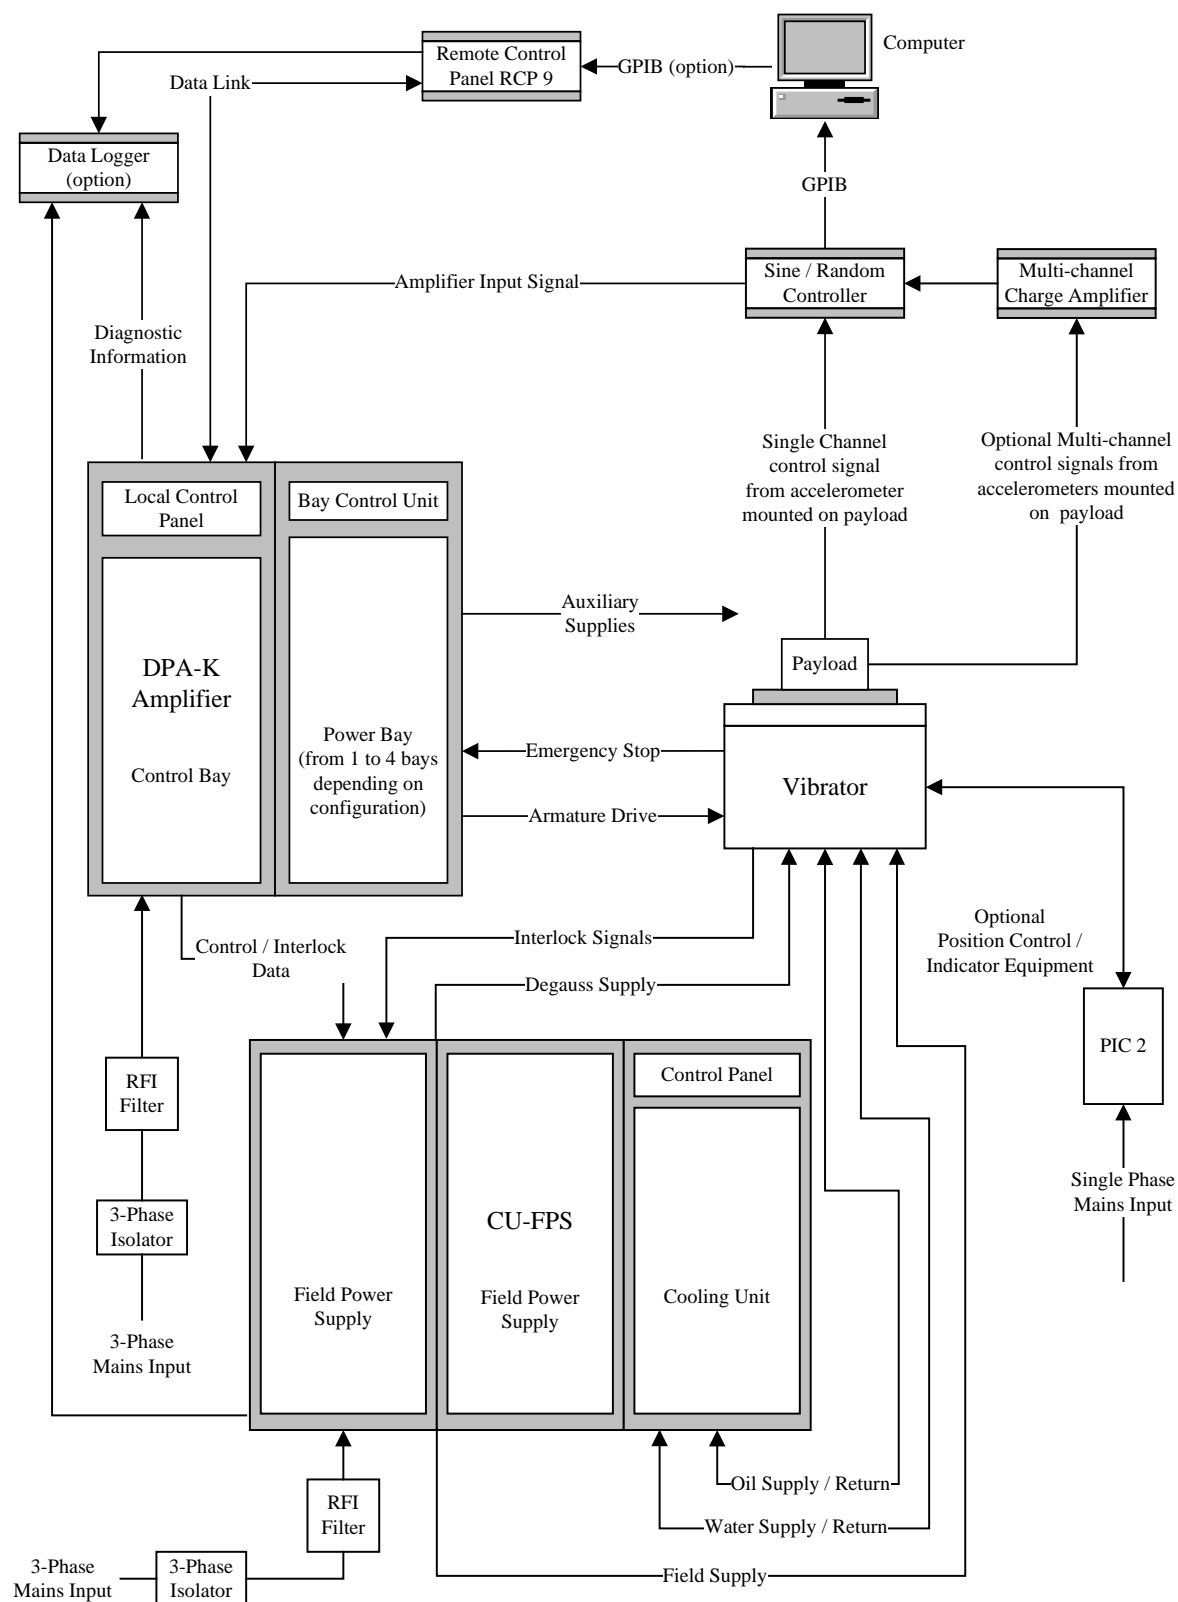 Remote Control
Panel RCP 9
GPIB (option)
Computer
Data Link
Data Logger
(option)
GPIB
Amplifier Input Signal
Sine / Random
Controller
Multi-channel
Charge Amplifier
Diagnostic
Information
Single Channel
control signal
from accelerometer
mounted on payload
Optional Multi-channel
control signals from
accelerometers mounted
on payload
Local Control
Panel
Bay Control Unit
Auxiliary
Supplies
DPA-K
Amplifier
Control Bay
Power Bay
(from 1 to 4 bays
depending on
configuration)
Payload
Emergency Stop
Vibrator
Armature Drive
Control / Interlock
Data
Interlock Signals
Degauss Supply
Optional
Position Control /
Indicator Equipment
PIC 2
RFI
Filter
Control Panel
3-Phase
Isolator
Single Phase
Mains Input
CU-FPS
Field Power
Supply
Field Power
Supply
Cooling Unit
3-Phase
Mains Input
Oil Supply / Return
RFI
Filter
Water Supply / Return
3-Phase
Mains Input
3-Phase
Isolator
Field Supply